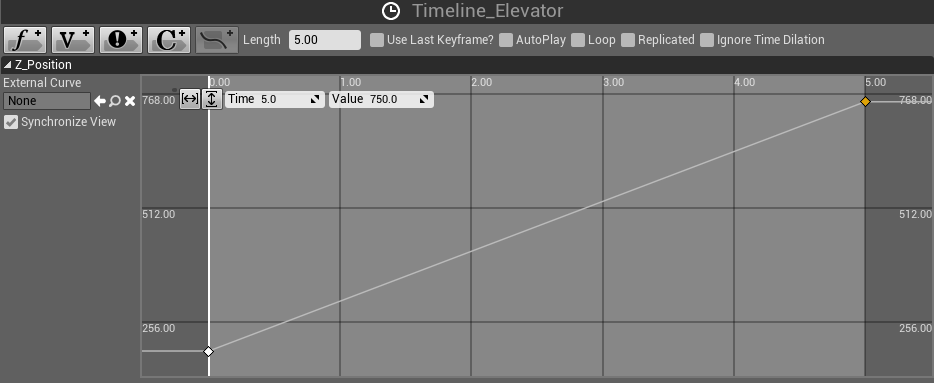 Timeline_Elevator
f+ V+ !+ C+ Length 5.00 Use Last Keyframe? AutoPlay Loop Replicated Ignore Time Dilation
Z_Position
External Curve
None
Synchronize View
0.00 1.00 2.00 3.00 4.00 5.00
Time 5.0 Value 750.0
768.00 768.00
512.00 512.00
256.00 256.00